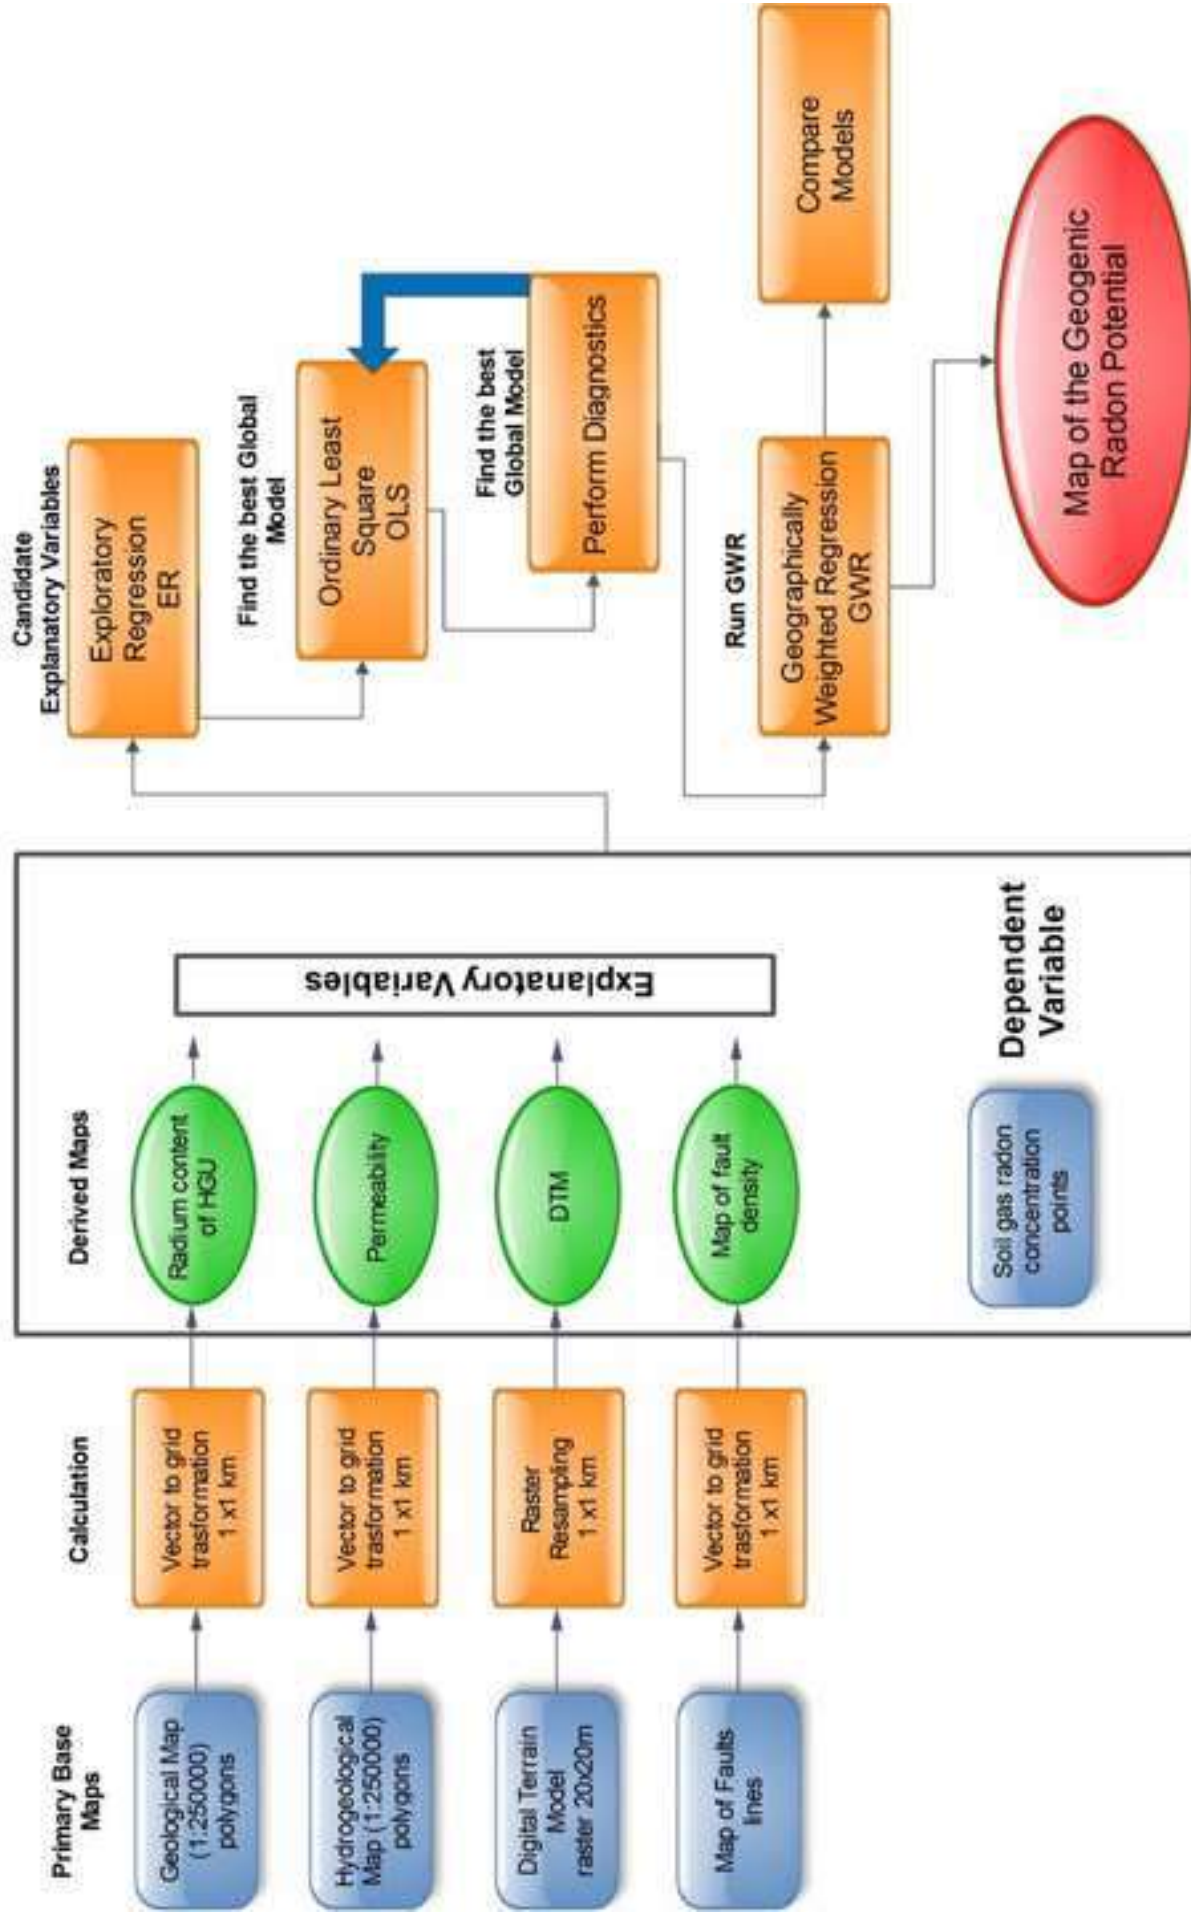 Primary Base
Maps
Calculation
Derived Maps
Geological Map
(1:250000)
polygons
Vector to grid
trasformation
1 x1 km
Radium content
of HGU
Hydrogeological
Map (1:250000)
polygons
Vector to grid
trasformation
1 x1 km
Permeability
Digital Terrain
Model
raster 20x20m
Raster
Resampling
1 x1 km
DTM
Map of Faults
lines
Vector to grid
trasformation
1 x1 km
Map of fault
density
Explanatory Variables
Soil gas radon
concentration
points
Dependent
Variable
Candidate
Explanatory Variables
Exploratory
Regression
ER
Find the best Global
Model
Ordinary Least
Square
OLS
Find the best
Global Model
Perform Diagnostics
Run GWR
Geographically
Weighted Regression
GWR
Compare
Models
Map of the Geogenic
Radon Potential